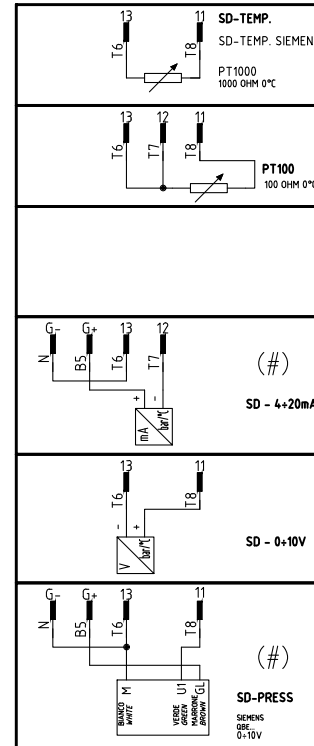 13 11 SD-TEMP.
T6 T8 SD-TEMP. SIEMEN
PT1000
1000 OHM 0°C
13 12 11
T6 T7 T8 PT100
100 OHM 0°C
G- G+ 13 12
N B5 T6 T7 (#)
+ -
mA bar/°C SD - 4÷20mA
13 11
T6 T8
- +
V bar/°C SD - 0÷10V
G- G+ 13 11
N B5 T6 T8 (#)
M U1 GL
BIANCO VERDE MARRONE SD-PRESS
WHITE GREEN BROWN
SIEMENS
QBE...
0÷10V